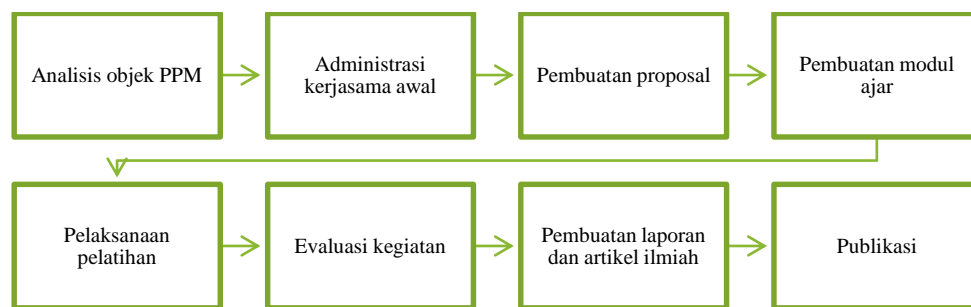 Analisis objek PPM
Administrasi
kerjasama awal
Pembuatan proposal
Pembuatan modul
ajar
Pelaksanaan
pelatihan
Evaluasi kegiatan
Pembuatan laporan
dan artikel ilmiah
Publikasi